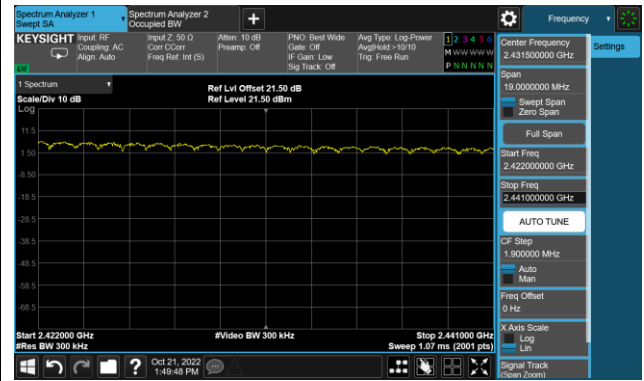 Spectrum Analyzer 1
Swept SA
Spectrum Analyzer 2
Occupied BW
+
Frequency
KEYSIGHT
Input: RF
Coupling: AC
Align: Auto
Input Z: 50 Ω
Corr CCorr
Freq Ref: Int (S)
Atten: 10 dB
Preamp: Off
PNO: Best Wide
Gate: Off
IF Gain: Low
Sig Track: Off
Avg Type: Log-Power
Avg|Hold:>10/10
Trig: Free Run
1 2 3 4 5 6
M W W W W W
P N N N N N
1 Spectrum
Scale/Div 10 dB
Log
Ref Lvl Offset 21.50 dB
Ref Level 21.50 dBm
11.5
1.50
-8.50
-18.5
-28.5
-38.5
-48.5
-58.5
-68.5
Start 2.422000 GHz
#Res BW 300 kHz
#Video BW 300 kHz
Stop 2.441000 GHz
Sweep 1.07 ms (2001 pts)
Oct 21, 2022
1:49:48 PM
?
Center Frequency
2.431500000 GHz
Settings
Span
19.0000000 MHz
Swept Span
Zero Span
Full Span
Start Freq
2.422000000 GHz
Stop Freq
2.441000000 GHz
AUTO TUNE
CF Step
1.900000 MHz
Auto
Man
Freq Offset
0 Hz
X Axis Scale
Log
Lin
Signal Track
(Span Zoom)